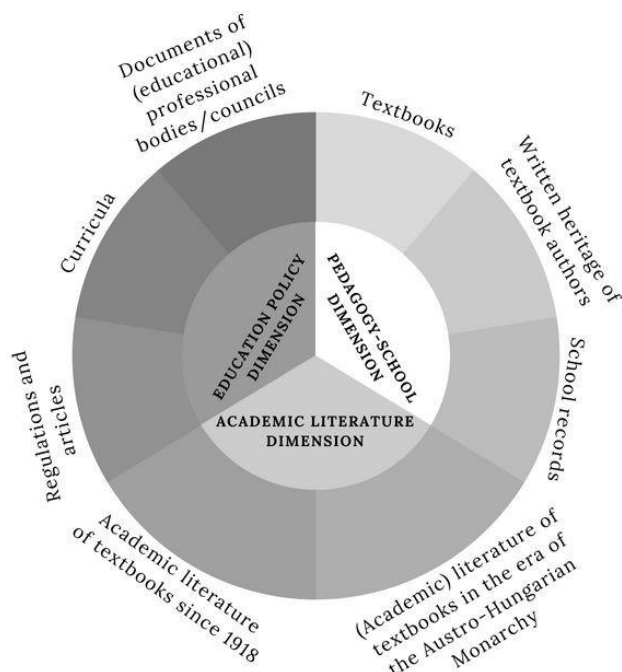 Documents of
(educational)
professional
bodies/councils
Textbooks
Written heritage of
textbook authors
School records
(Academic) literature of
textbooks in the era of
the Austro-Hungarian
Monarchy
Academic literature
of textbooks since 1918
Regulations and
articles
Curricula
EDUCATION POLICY
DIMENSION
PEDAGOGY-SCHOOL
DIMENSION
ACADEMIC LITERATURE
DIMENSION